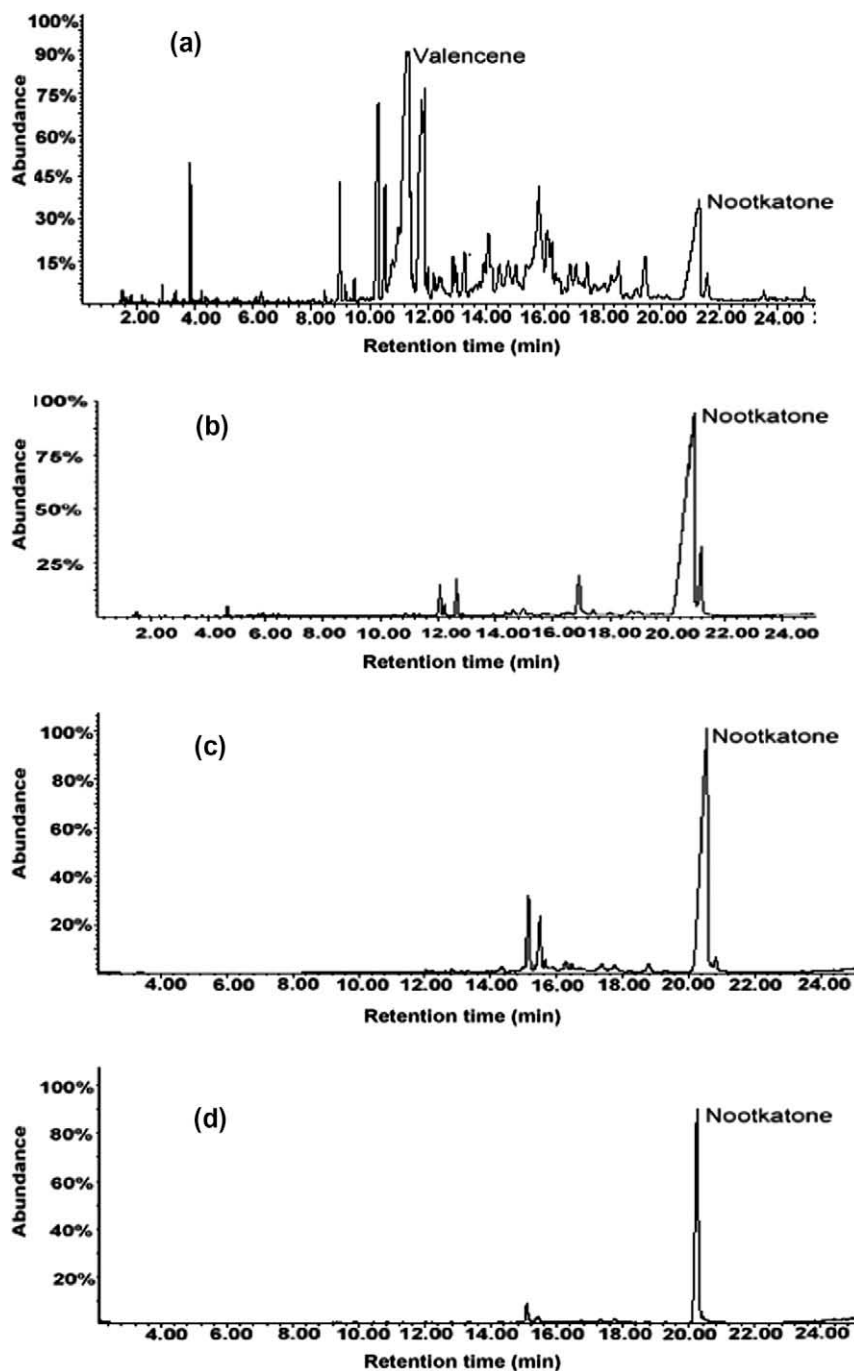 100%
(a)
90%
Valencene
75%
60%
45%
Nootkatone
30%
15%
Abundance
2.00 4.00 6.00 8.00 10.00 12.00 14.00 16.00 18.00 20.00 22.00 24.00
Retention time (min)
100%
(b)
Nootkatone
75%
50%
25%
Abundance
2.00 4.00 6.00 8.00 10.00 12.00 14.00 16.00 18.00 20.00 22.00 24.00
Retention time (min)
100%
(c)
Nootkatone
80%
60%
40%
20%
Abundance
4.00 6.00 8.00 10.00 12.00 14.00 16.00 18.00 20.00 22.00 24.00
Retention time (min)
100%
(d)
Nootkatone
80%
60%
40%
20%
Abundance
4.00 6.00 8.00 10.00 12.00 14.00 16.00 18.00 20.00 22.00 24.00
Retention time (min)